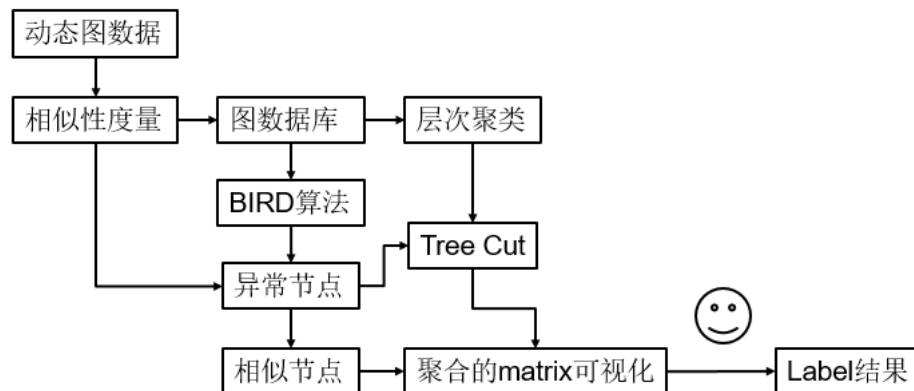 动态图数据
相似性度量
图数据库
层次聚类
BIRD算法
Tree Cut
异常节点
相似节点
聚合的matrix可视化
Label结果